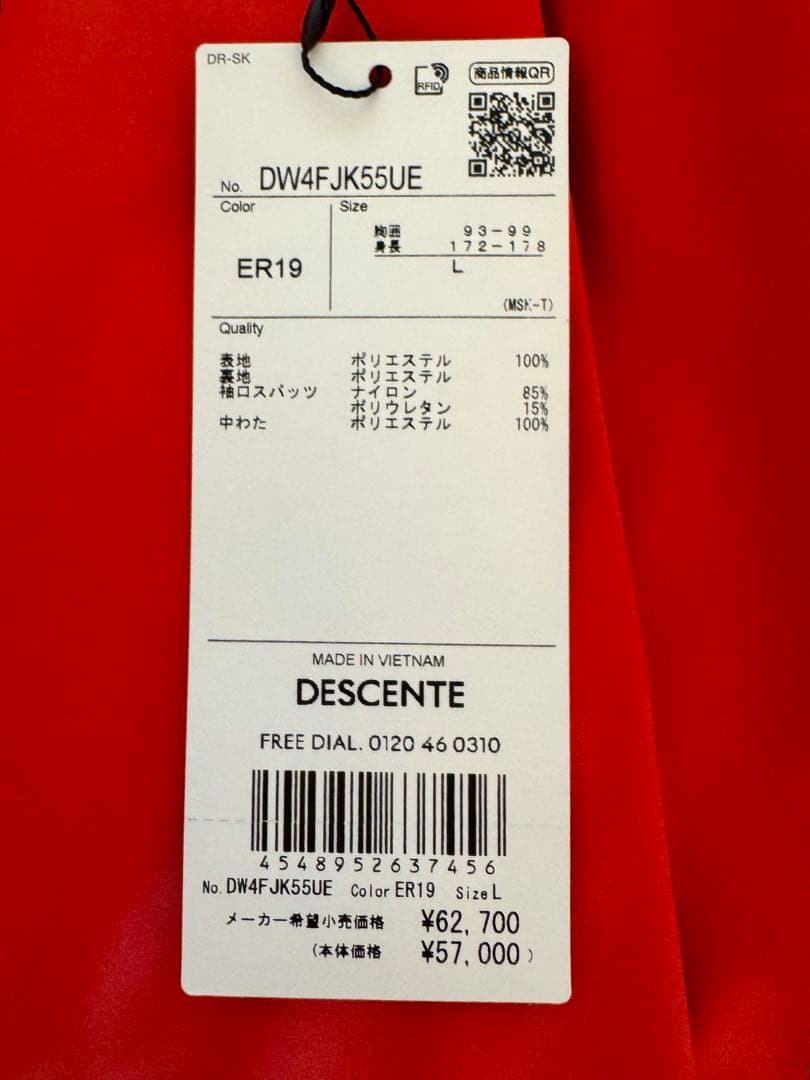 DR-SK
RFID
商品情報QR
No. DW4FJK55UE
Color
Size
胸囲 93-99
身長 172-178
ER19
L
(MSK-T)
Quality
表地 ポリエステル 100%
裏地 ポリエステル
袖口スパッツ ナイロン 85%
ポリウレタン 15%
中わた ポリエステル 100%
MADE IN VIETNAM
DESCENTE
FREE DIAL. 0120 46 0310
4548952637456
No. DW4FJK55UE Color ER19 Size L
メーカー希望小売価格 ¥62,700
(本体価格 ¥57,000)